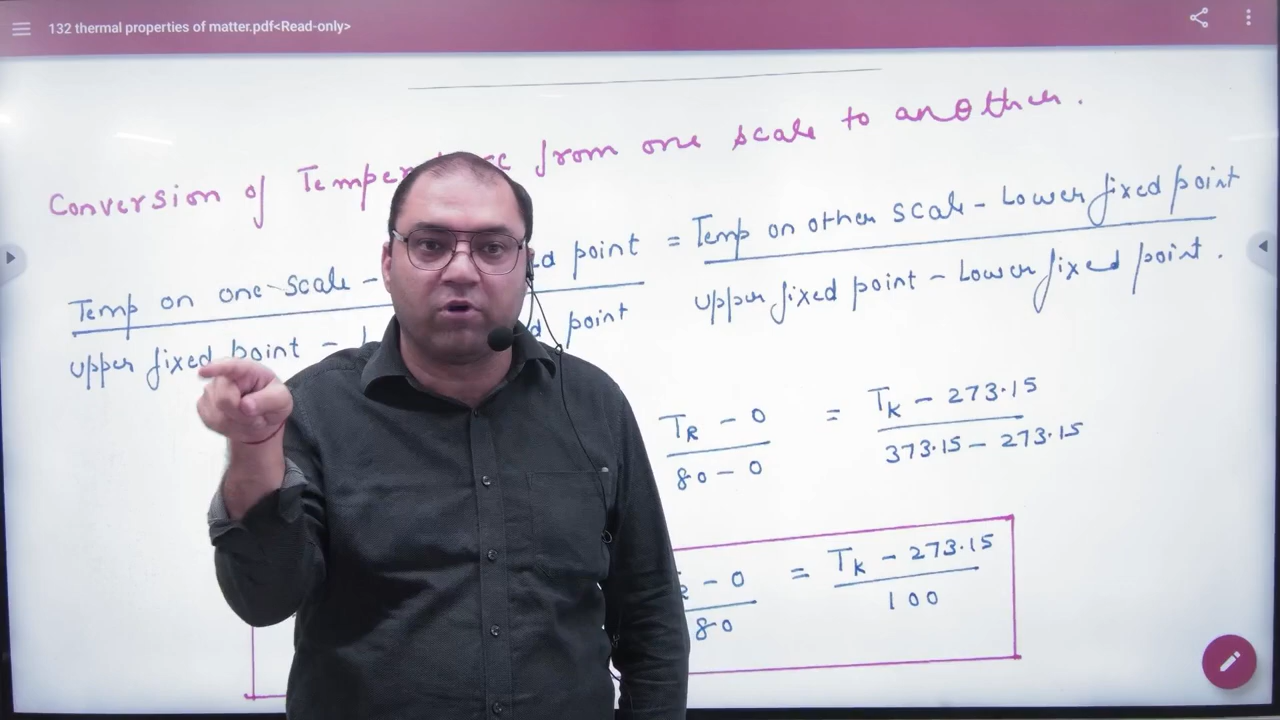 132 thermal properties of matter.pdf<Read-only>
Conversion of from one scale to another.
Temp on one scale - point = Temp on other scale - Lower fixed point
upper fixed point - point upper fixed point - Lower fixed point.
TR - 0 = TK - 273.15
80 - 0 373.15 - 273.15
- 0 = TK - 273.15
80 100